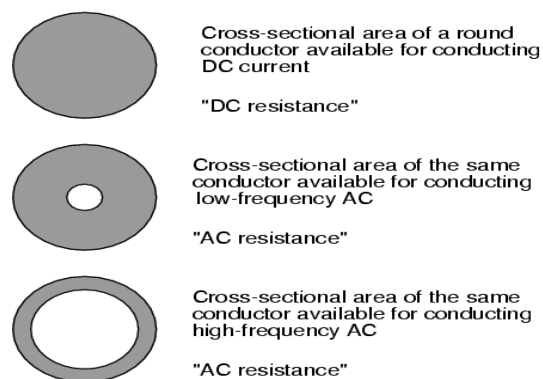 Cross-sectional area of a round
conductor available for conducting
DC current
"DC resistance"
Cross-sectional area of the same
conductor available for conducting
low-frequency AC
"AC resistance"
Cross-sectional area of the same
conductor available for conducting
high-frequency AC
"AC resistance"